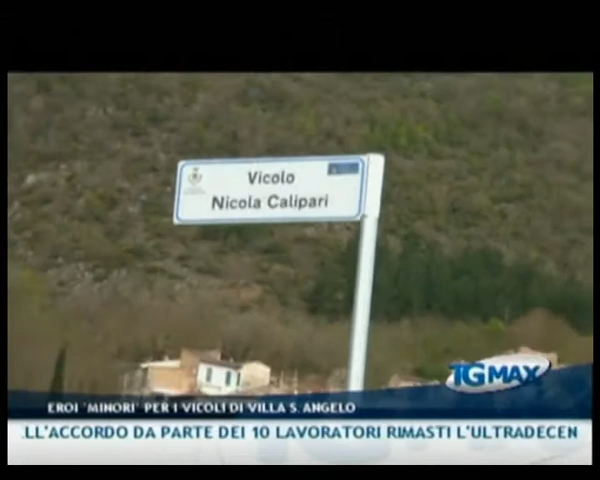 Vicolo
Nicola Calipari
TGMAX
EROI 'MINORI' PER I VICOLI DI VILLA S. ANGELO
LL'ACCORDO DA PARTE DEI 10 LAVORATORI RIMASTI L'ULTRADECEN